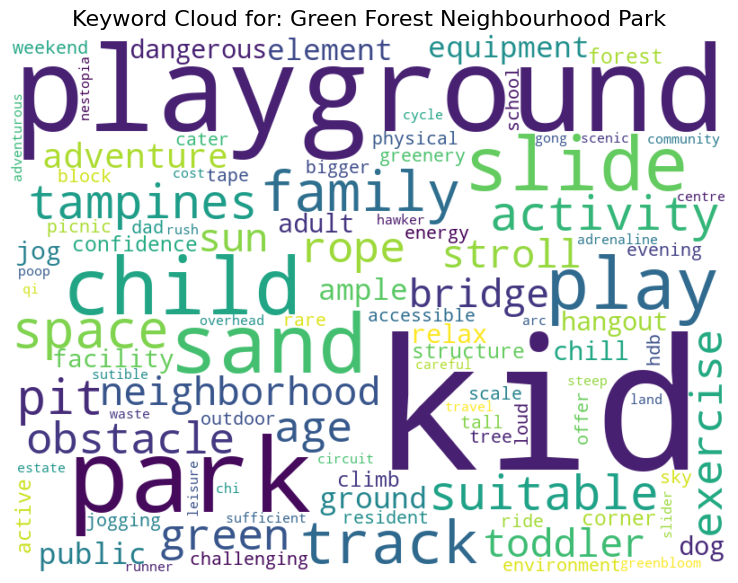 Keyword Cloud for: Green Forest Neighbourhood Park
weekend
dangerous
element
equipment
forest
playground
nestopia
school
adventurous
cycle
cater
physical
gong
scenic
community
adventure
bigger
greenery
slide
block
cost
tape
family
centre
tampines
picnic
dad
rush
adult
hawker
energy
activity
jog
confidence
sun
rope
stroll
adrenaline
evening
poop
qi
child
ample
bridge
play
space
overhead
rare
accessible
arc
hangout
facility
sand
relax
structure
chill
hdb
exercise
sutible
careful
kid
pit
neighborhood
steep
waste
outdoor
scale
travel
land
obstacle
age
tall
tree
loud
offer
estate
park
circuit
climb
suitable
sky
leisure
chi
active
jogging
sufficient
ground
resident
ride
corner
slider
green
track
toddler
dog
public
runner
challenging
environment
greenbloom